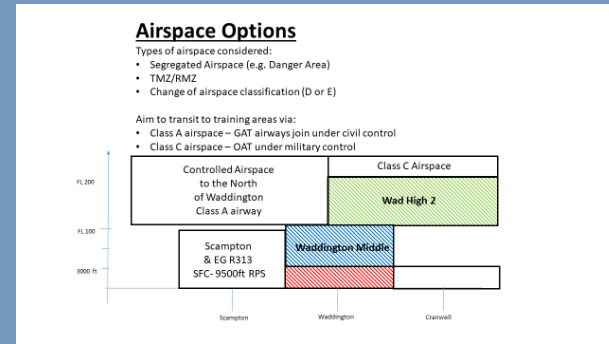 Airspace Options
Types of airspace considered:
• Segregated Airspace (e.g. Danger Area)
• TMZ/RMZ
• Change of airspace classification (D or E)
Aim to transit to training areas via:
• Class A airspace – GAT airways join under civil control
• Class C airspace – OAT under military control
Controlled Airspace
to the North
of Waddington
Class A airway
Class C Airspace
FL 200
Wad High 2
FL 100
Scampton
& EG R313
SFC- 9500ft RPS
Waddington Middle
3000 ft
Scampton
Waddington
Cranwell